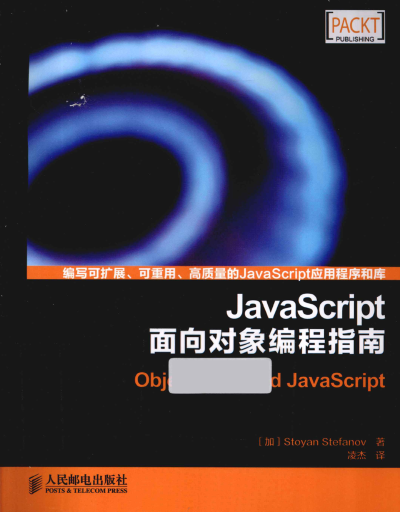 PACKT
PUBLISHING
编写可扩展、可重用、高质量的JavaScript应用程序和库
JavaScript
面向对象编程指南
JavaScript
[加] Stoyan Stefanov 著
凌杰 译
人民邮电出版社
POSTS & TELECOM PRESS